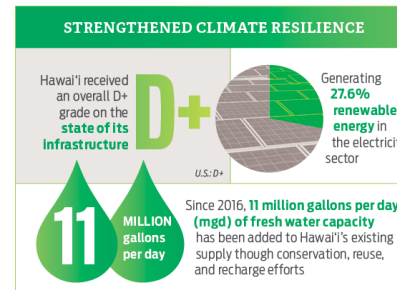 STRENGTHENED CLIMATE RESILIENCE
Hawai‘i received
an overall D+
grade on the
state of its
infrastructure
D+
U.S.: D+
Generating
27.6%
renewable
energy in
the electricit
sector
11
MILLION
gallons
per day
Since 2016, 11 million gallons per day
(mgd) of fresh water capacity
has been added to Hawai‘i’s existing
supply though conservation, reuse,
and recharge efforts